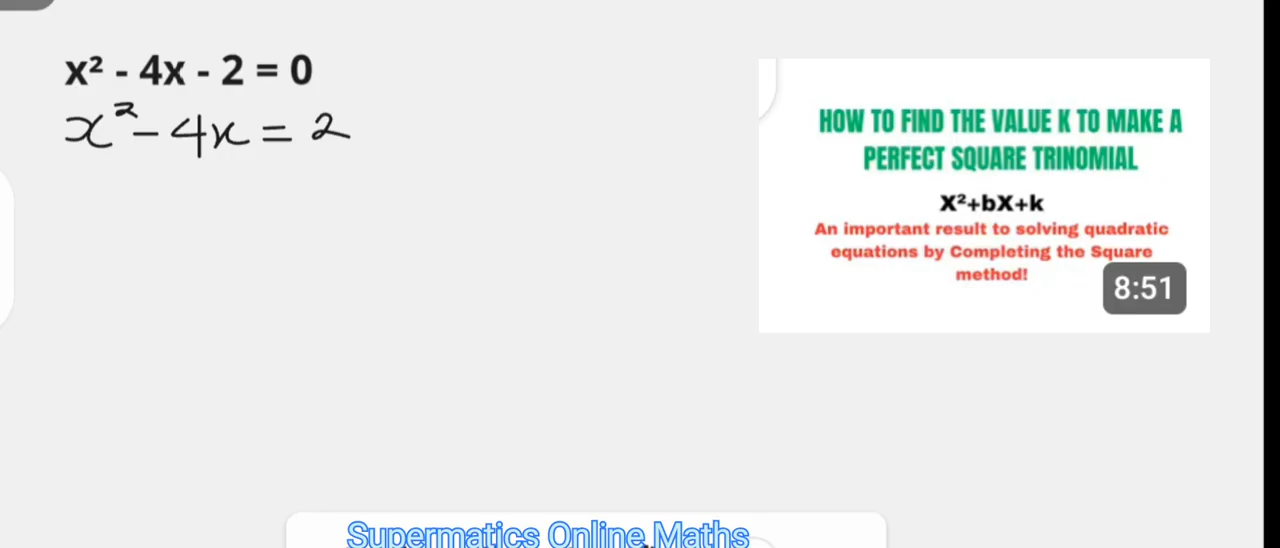 x² - 4x - 2 = 0
x² - 4x = 2
HOW TO FIND THE VALUE K TO MAKE A
PERFECT SQUARE TRINOMIAL
X²+bX+k
An important result to solving quadratic
equations by Completing the Square
method!
8:51
Supermatics Online Maths